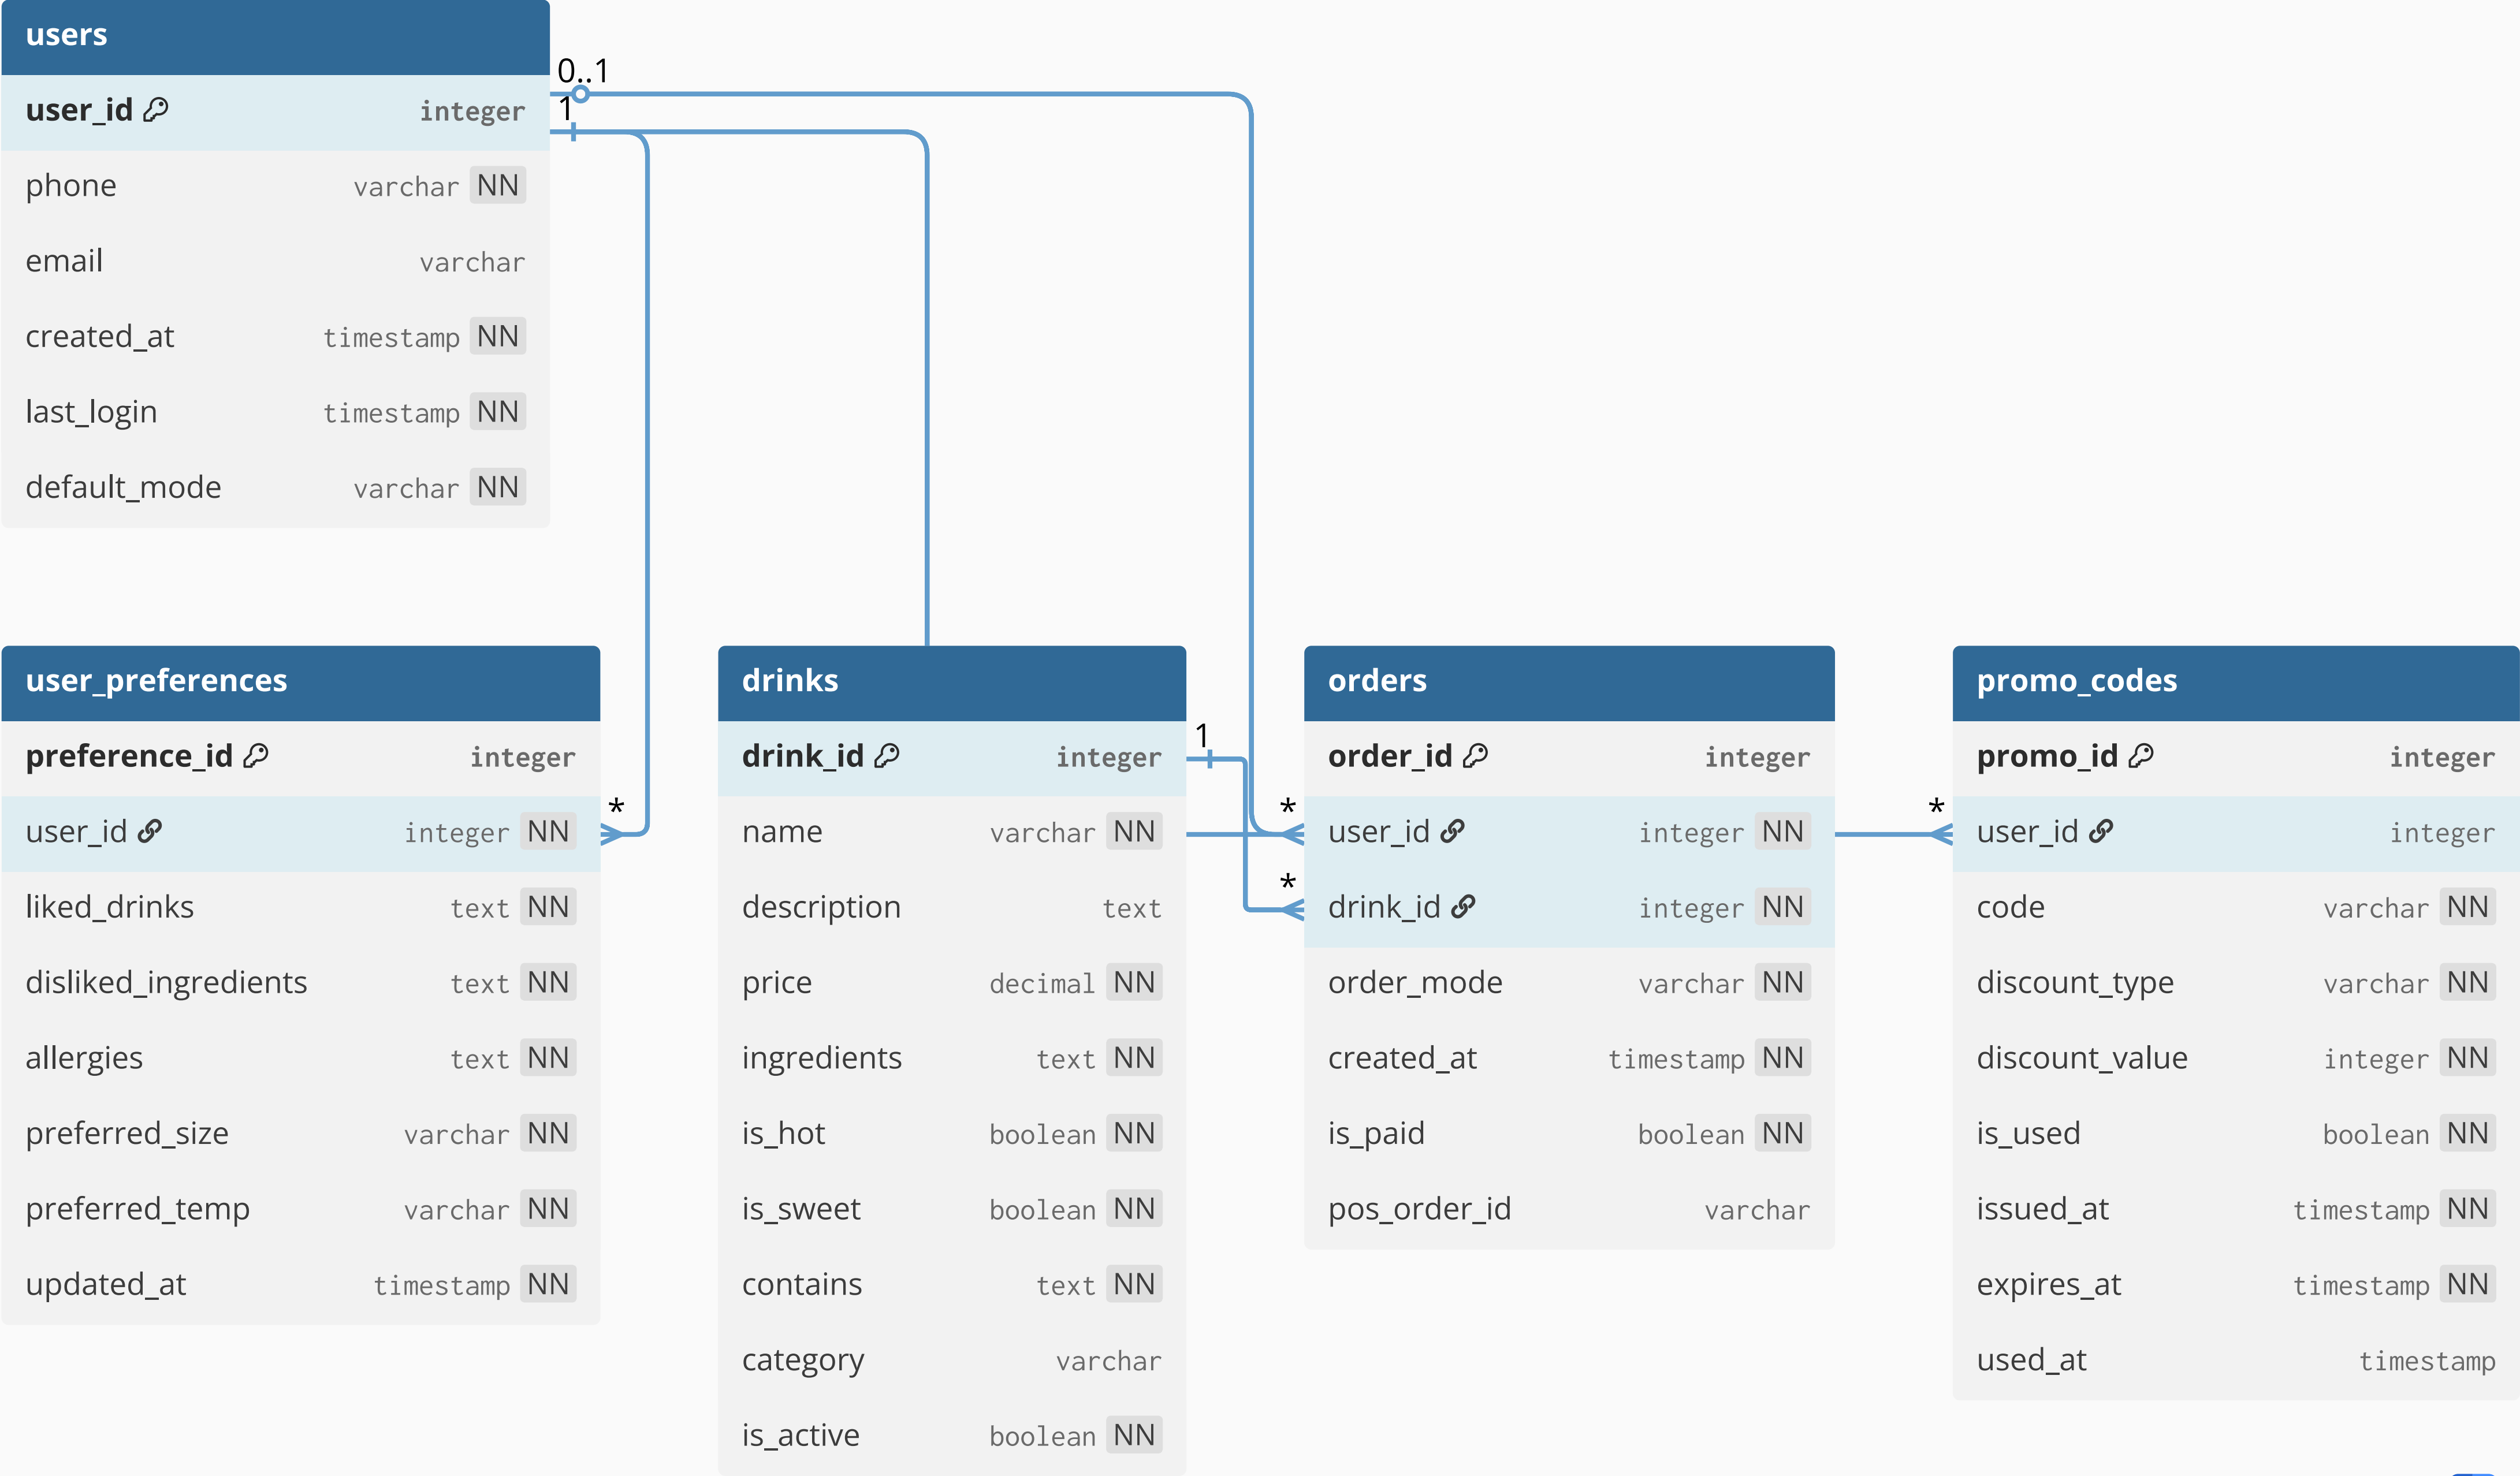 users
0..1
1
user_id integer
phone varchar NN
email varchar
created_at timestamp NN
last_login timestamp NN
default_mode varchar NN
user_preferences
preference_id integer
*
user_id integer NN
liked_drinks text NN
disliked_ingredients text NN
allergies text NN
preferred_size varchar NN
preferred_temp varchar NN
updated_at timestamp NN
drinks
1
drink_id integer
name varchar NN
description text
price decimal NN
ingredients text NN
is_hot boolean NN
is_sweet boolean NN
contains text NN
category varchar
is_active boolean NN
orders
order_id integer
*
user_id integer NN
*
drink_id integer NN
order_mode varchar NN
created_at timestamp NN
is_paid boolean NN
pos_order_id varchar
promo_codes
promo_id integer
*
user_id integer
code varchar NN
discount_type varchar NN
discount_value integer NN
is_used boolean NN
issued_at timestamp NN
expires_at timestamp NN
used_at timestamp